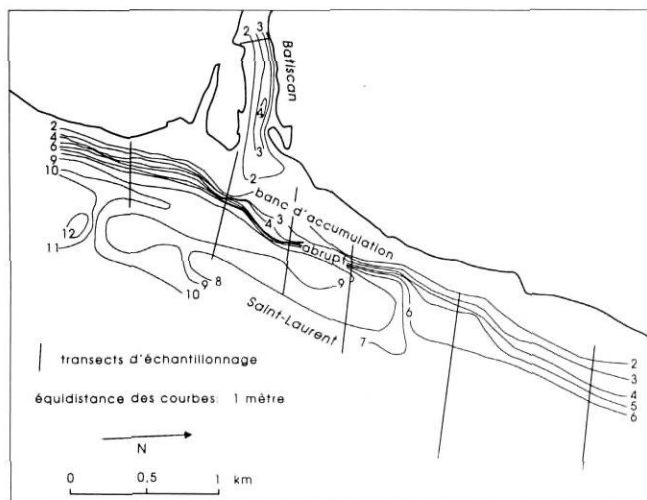 2 3
Batiscan
4
3
2
2
4
6
9
10
12
11
banc d'accumulation
3
4
abrupt
9 8
10
9
Saint-Laurent
7
6
2
3
4
5
6
transects d'échantillonnage
équidistance des courbes: 1 mètre
N
0 0,5 1 km